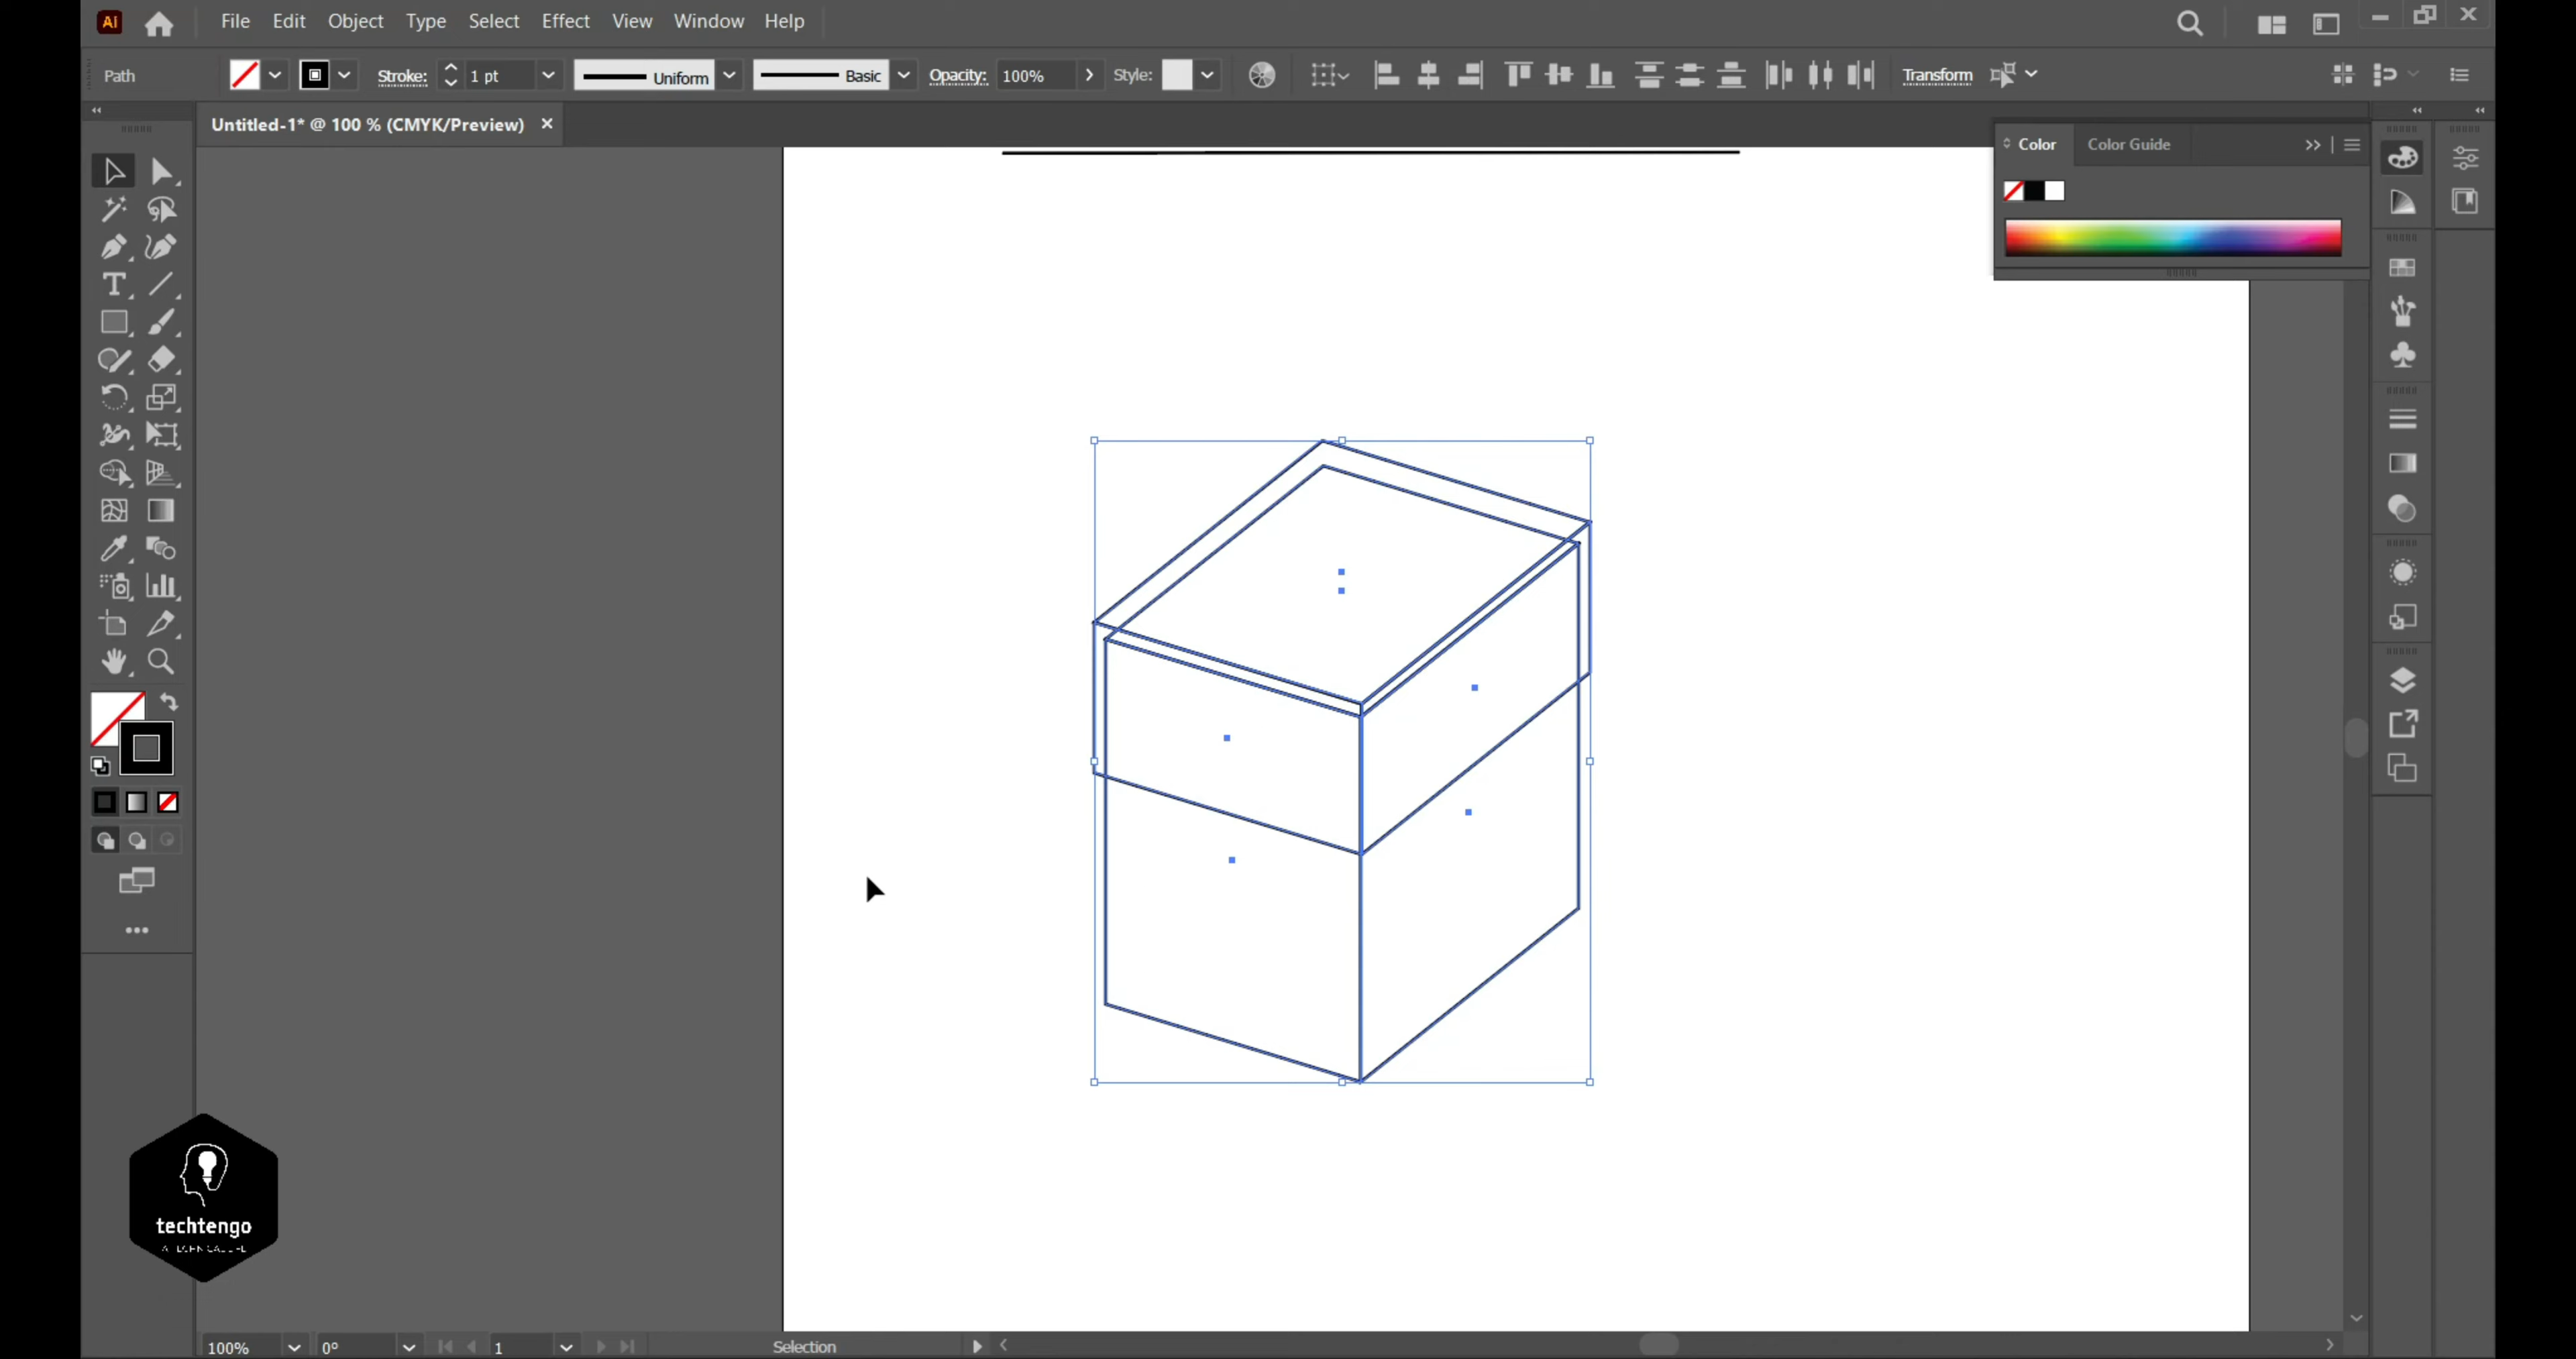 Ai File Edit Object Type Select Effect View Window Help
Path Stroke: 1 pt Uniform Basic Opacity: 100% Style: Transform
Untitled-1* @ 100 % (CMYK/Preview)
Color Color Guide
techtengo
100% 0° 1 Selection